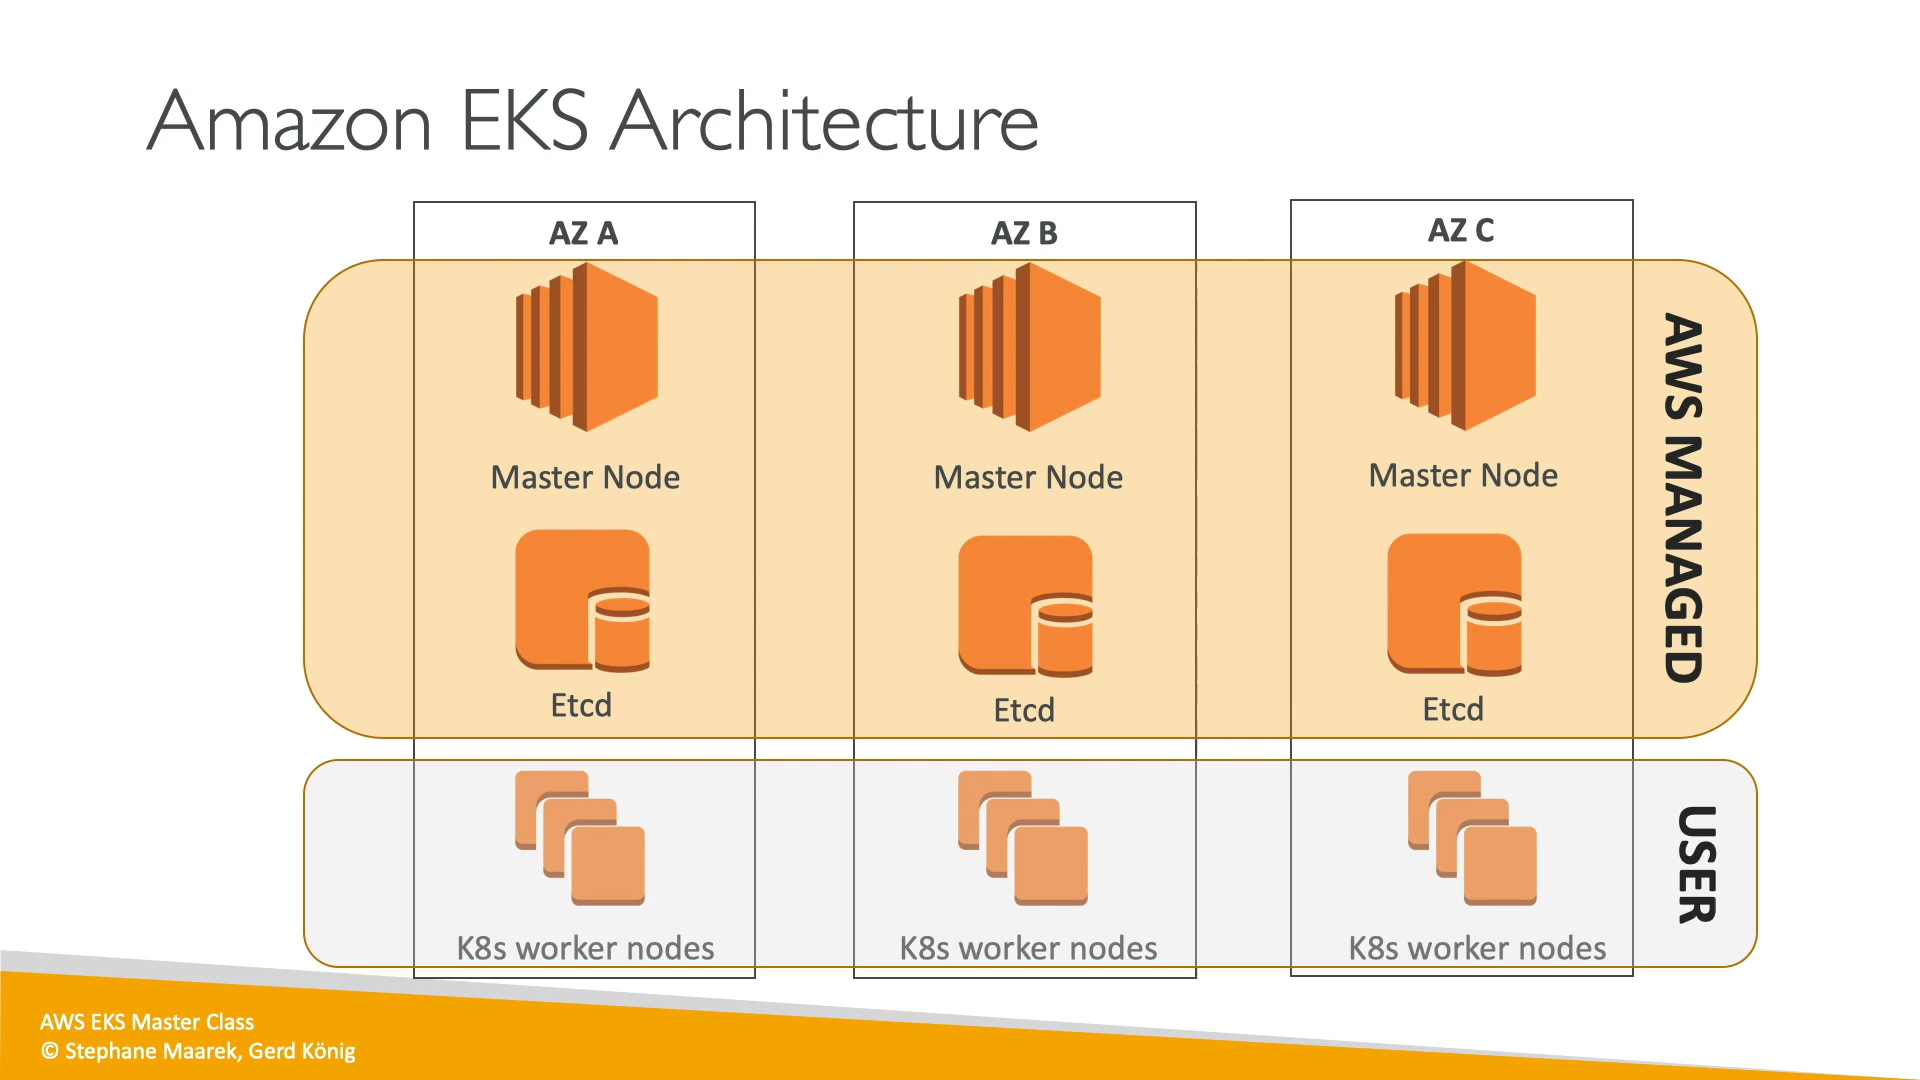 Amazon EKS Architecture
AZ A
AZ B
AZ C
Master Node
Master Node
Master Node
AWS MANAGED
Etcd
Etcd
Etcd
K8s worker nodes
K8s worker nodes
K8s worker nodes
USER
AWS EKS Master Class
© Stephane Maarek, Gerd König